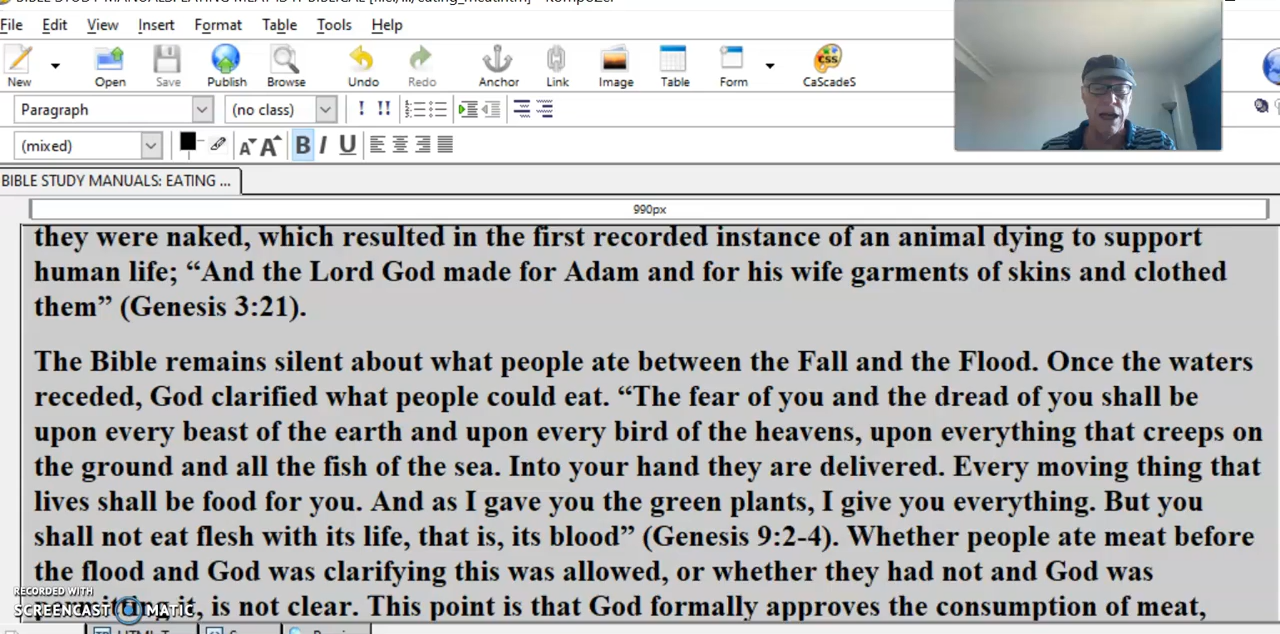 File Edit View Insert Format Table Tools Help
New Open Save Publish Browse Undo Redo Anchor Link Image Table Form CaScadeS
Paragraph (no class) ! !!
(mixed) B I U
BIBLE STUDY MANUALS: EATING ...
990px
they were naked, which resulted in the first recorded instance of an animal dying to support
human life; “And the Lord God made for Adam and for his wife garments of skins and clothed
them” (Genesis 3:21).
The Bible remains silent about what people ate between the Fall and the Flood. Once the waters
receded, God clarified what people could eat. “The fear of you and the dread of you shall be
upon every beast of the earth and upon every bird of the heavens, upon everything that creeps on
the ground and all the fish of the sea. Into your hand they are delivered. Every moving thing that
lives shall be food for you. And as I gave you the green plants, I give you everything. But you
shall not eat flesh with its life, that is, its blood” (Genesis 9:2-4). Whether people ate meat before
the flood and God was clarifying this was allowed, or whether they had not and God was
it, is not clear. This point is that God formally approves the consumption of meat,
RECORDED WITH
SCREENCAST MATIC